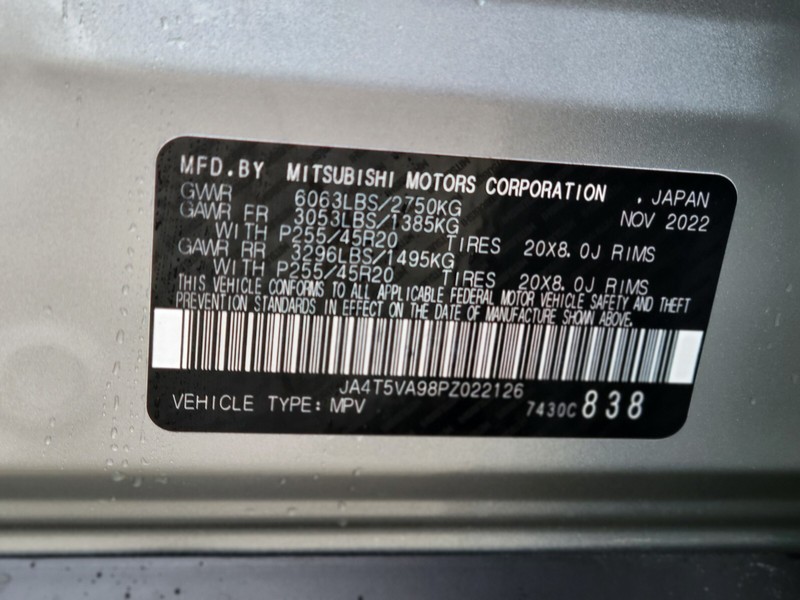 MFD.BY MITSUBISHI MOTORS CORPORATION , JAPAN
GVWR 6063LBS/2750KG NOV 2022
GAWR FR 3053LBS/1385KG
WITH P255/45R20 TIRES 20X8.0J RIMS
GAWR RR 3296LBS/1495KG
WITH P255/45R20 TIRES 20X8.0J RIMS
THIS VEHICLE CONFORMS TO ALL APPLICABLE FEDERAL MOTOR VEHICLE SAFETY AND THEFT
PREVENTION STANDARDS IN EFFECT ON THE DATE OF MANUFACTURE SHOWN ABOVE.
JA4T5VA98PZ022126
VEHICLE TYPE: MPV 7430C 838